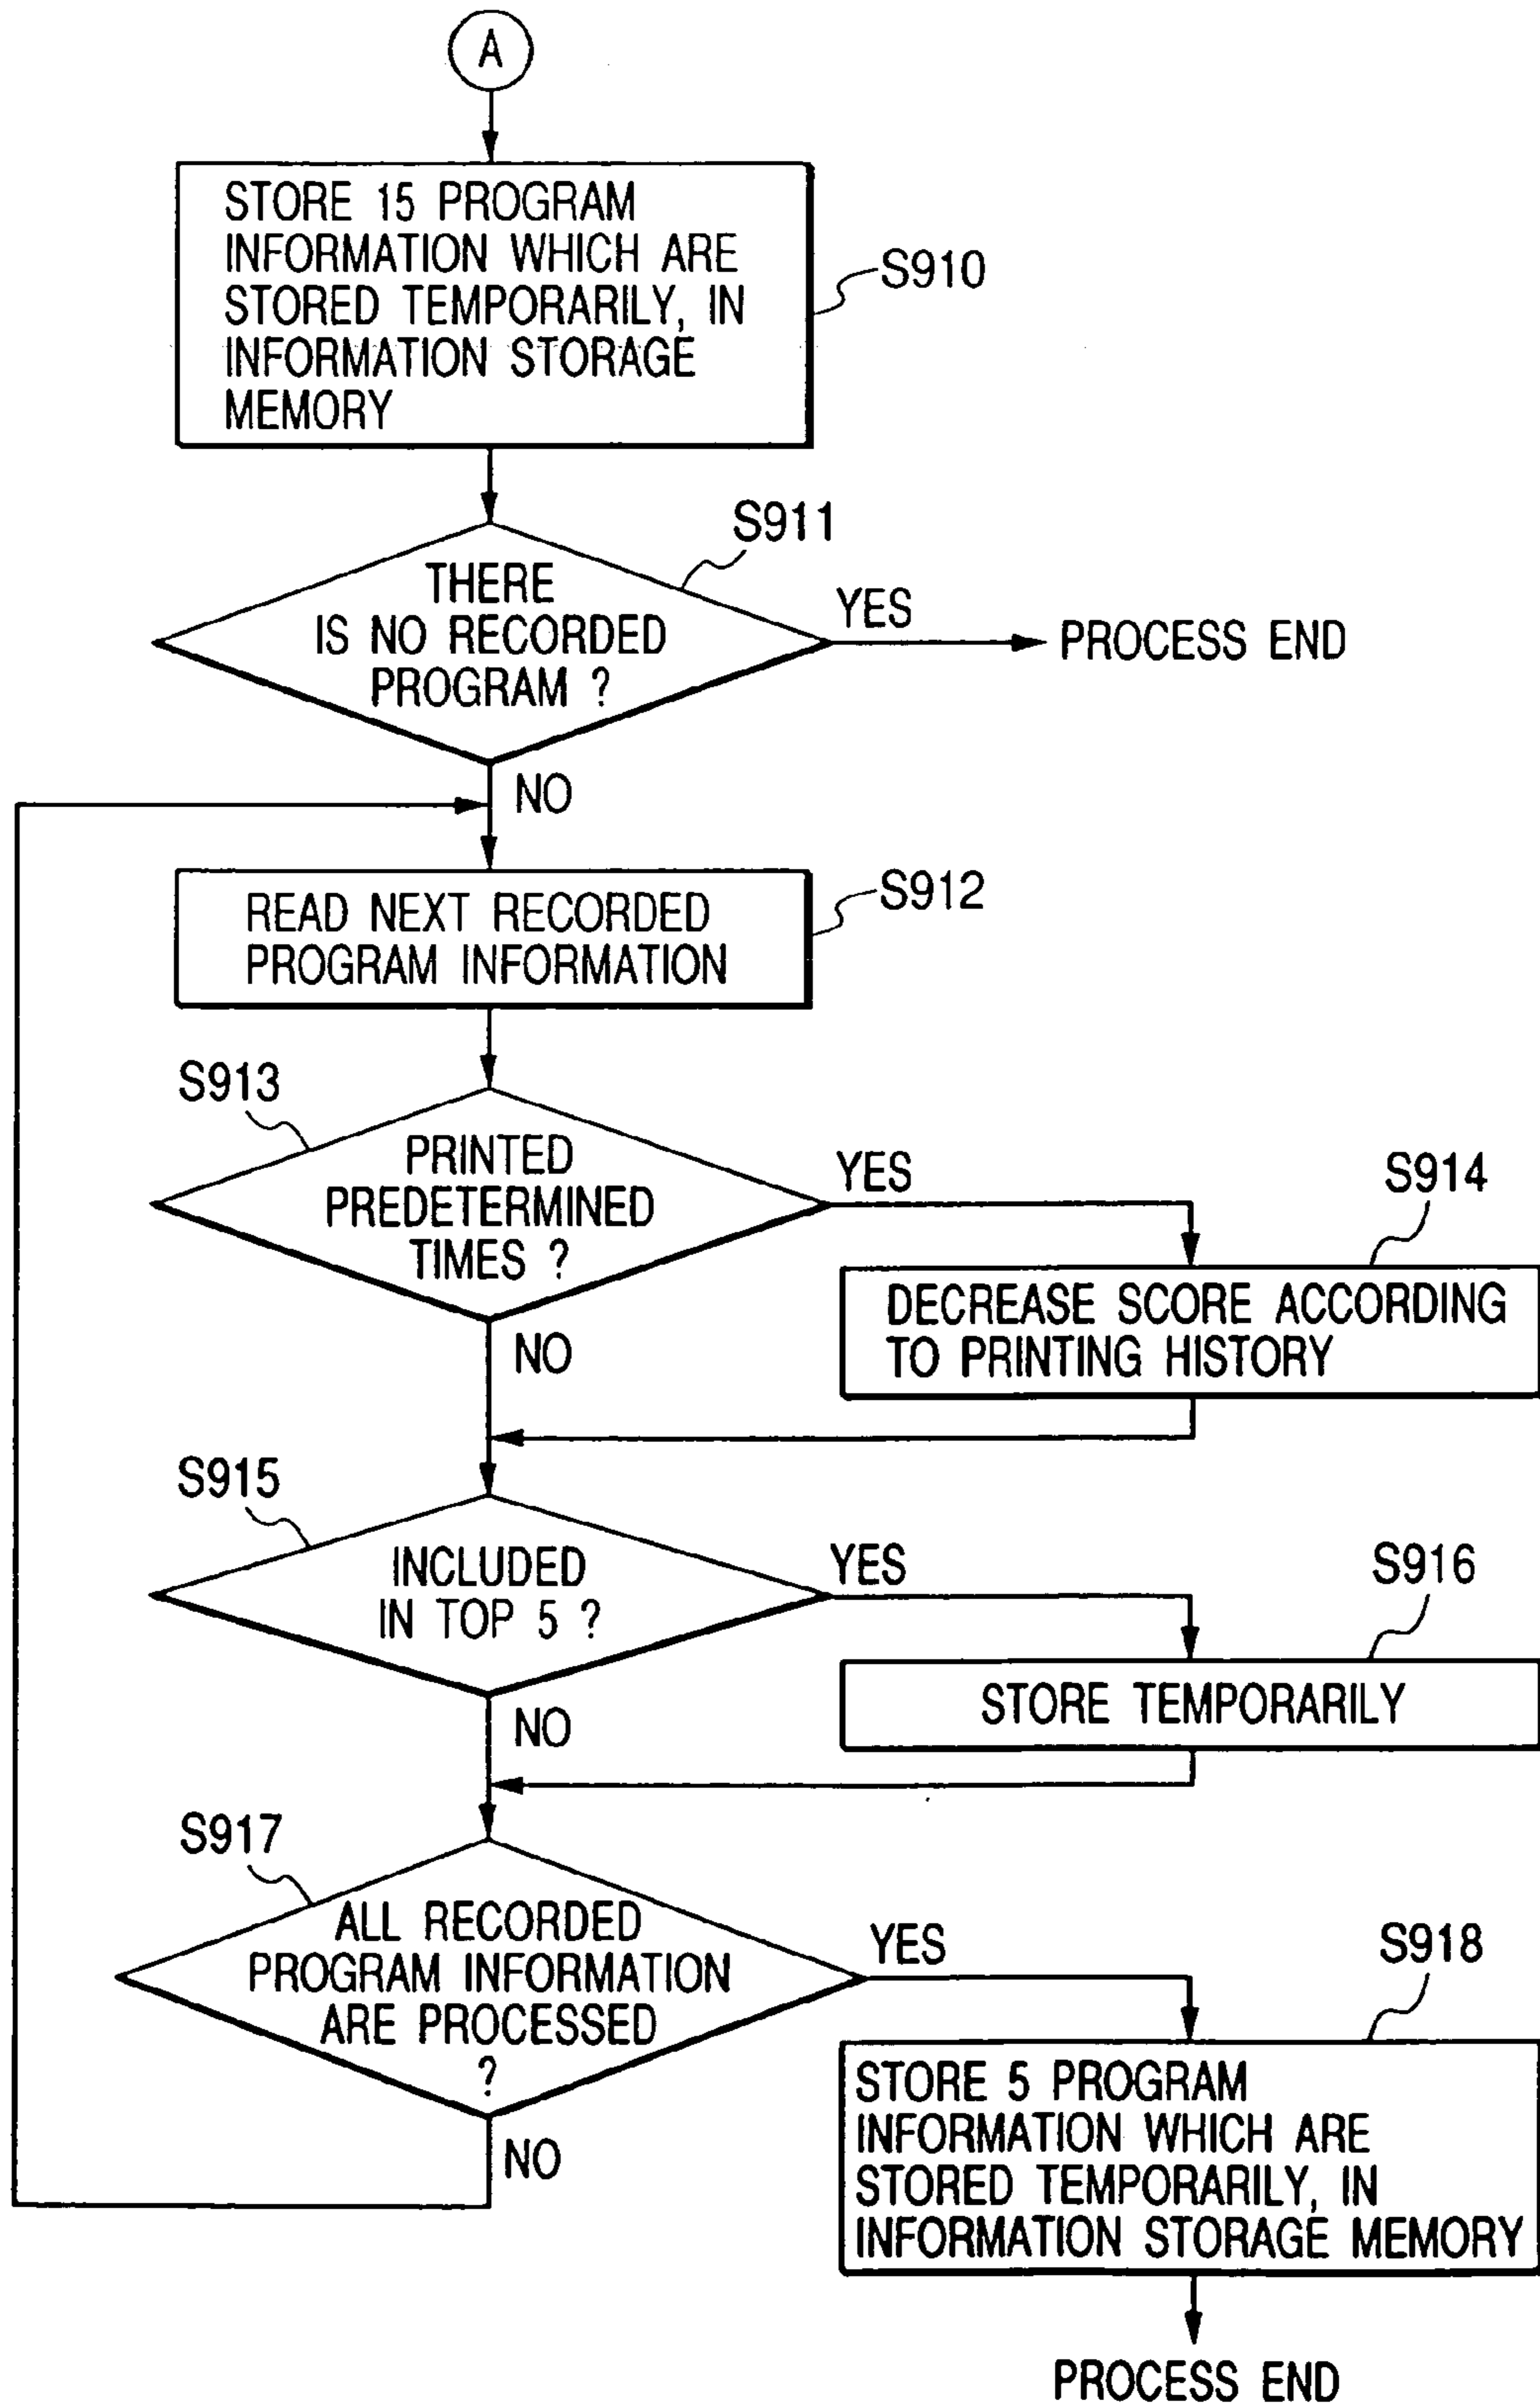 A
STORE 15 PROGRAM
INFORMATION WHICH ARE
STORED TEMPORARILY, IN
INFORMATION STORAGE
MEMORY
S910
S911
THERE
IS NO RECORDED
PROGRAM ?
YES
PROCESS END
NO
READ NEXT RECORDED
PROGRAM INFORMATION
S912
S913
PRINTED
PREDETERMINED
TIMES ?
YES
S914
DECREASE SCORE ACCORDING
TO PRINTING HISTORY
NO
S915
INCLUDED
IN TOP 5 ?
YES
S916
STORE TEMPORARILY
NO
S917
ALL RECORDED
PROGRAM INFORMATION
ARE PROCESSED
?
YES
S918
STORE 5 PROGRAM
INFORMATION WHICH ARE
STORED TEMPORARILY, IN
INFORMATION STORAGE MEMORY
NO
PROCESS END